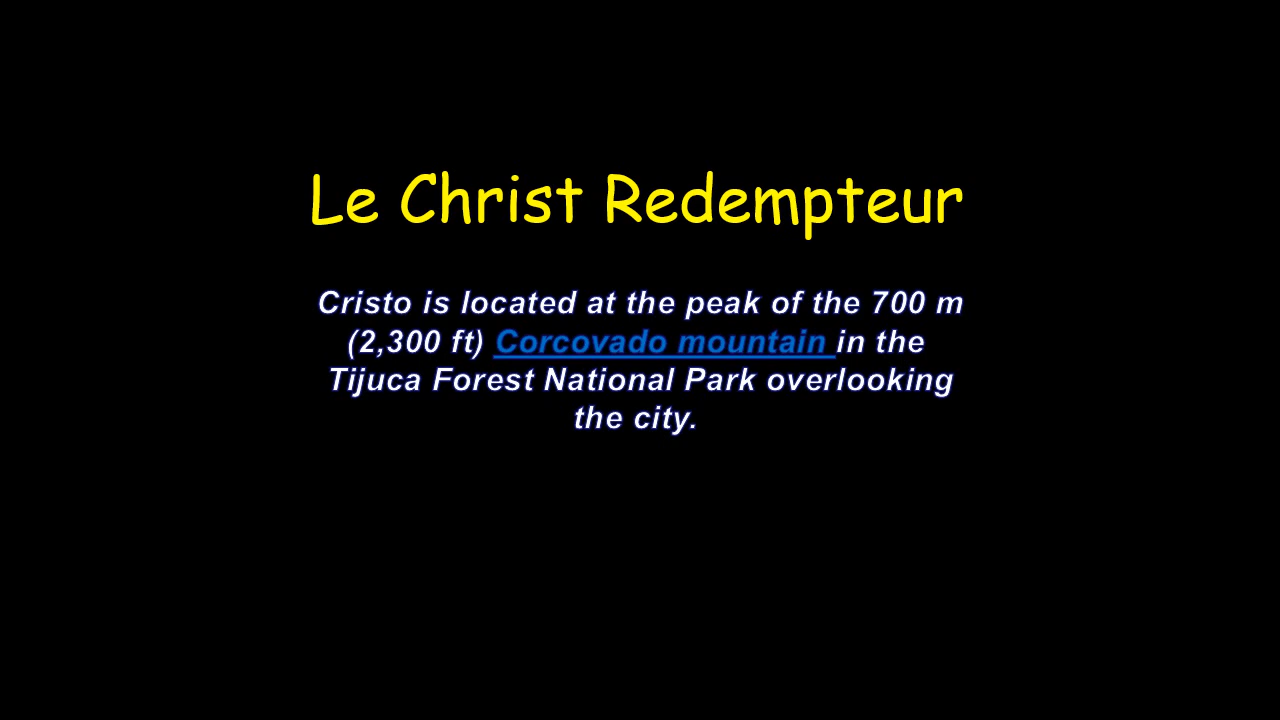 Le Christ Redempteur
Cristo is located at the peak of the 700 m
(2,300 ft) Corcovado mountain in the
Tijuca Forest National Park overlooking
the city.